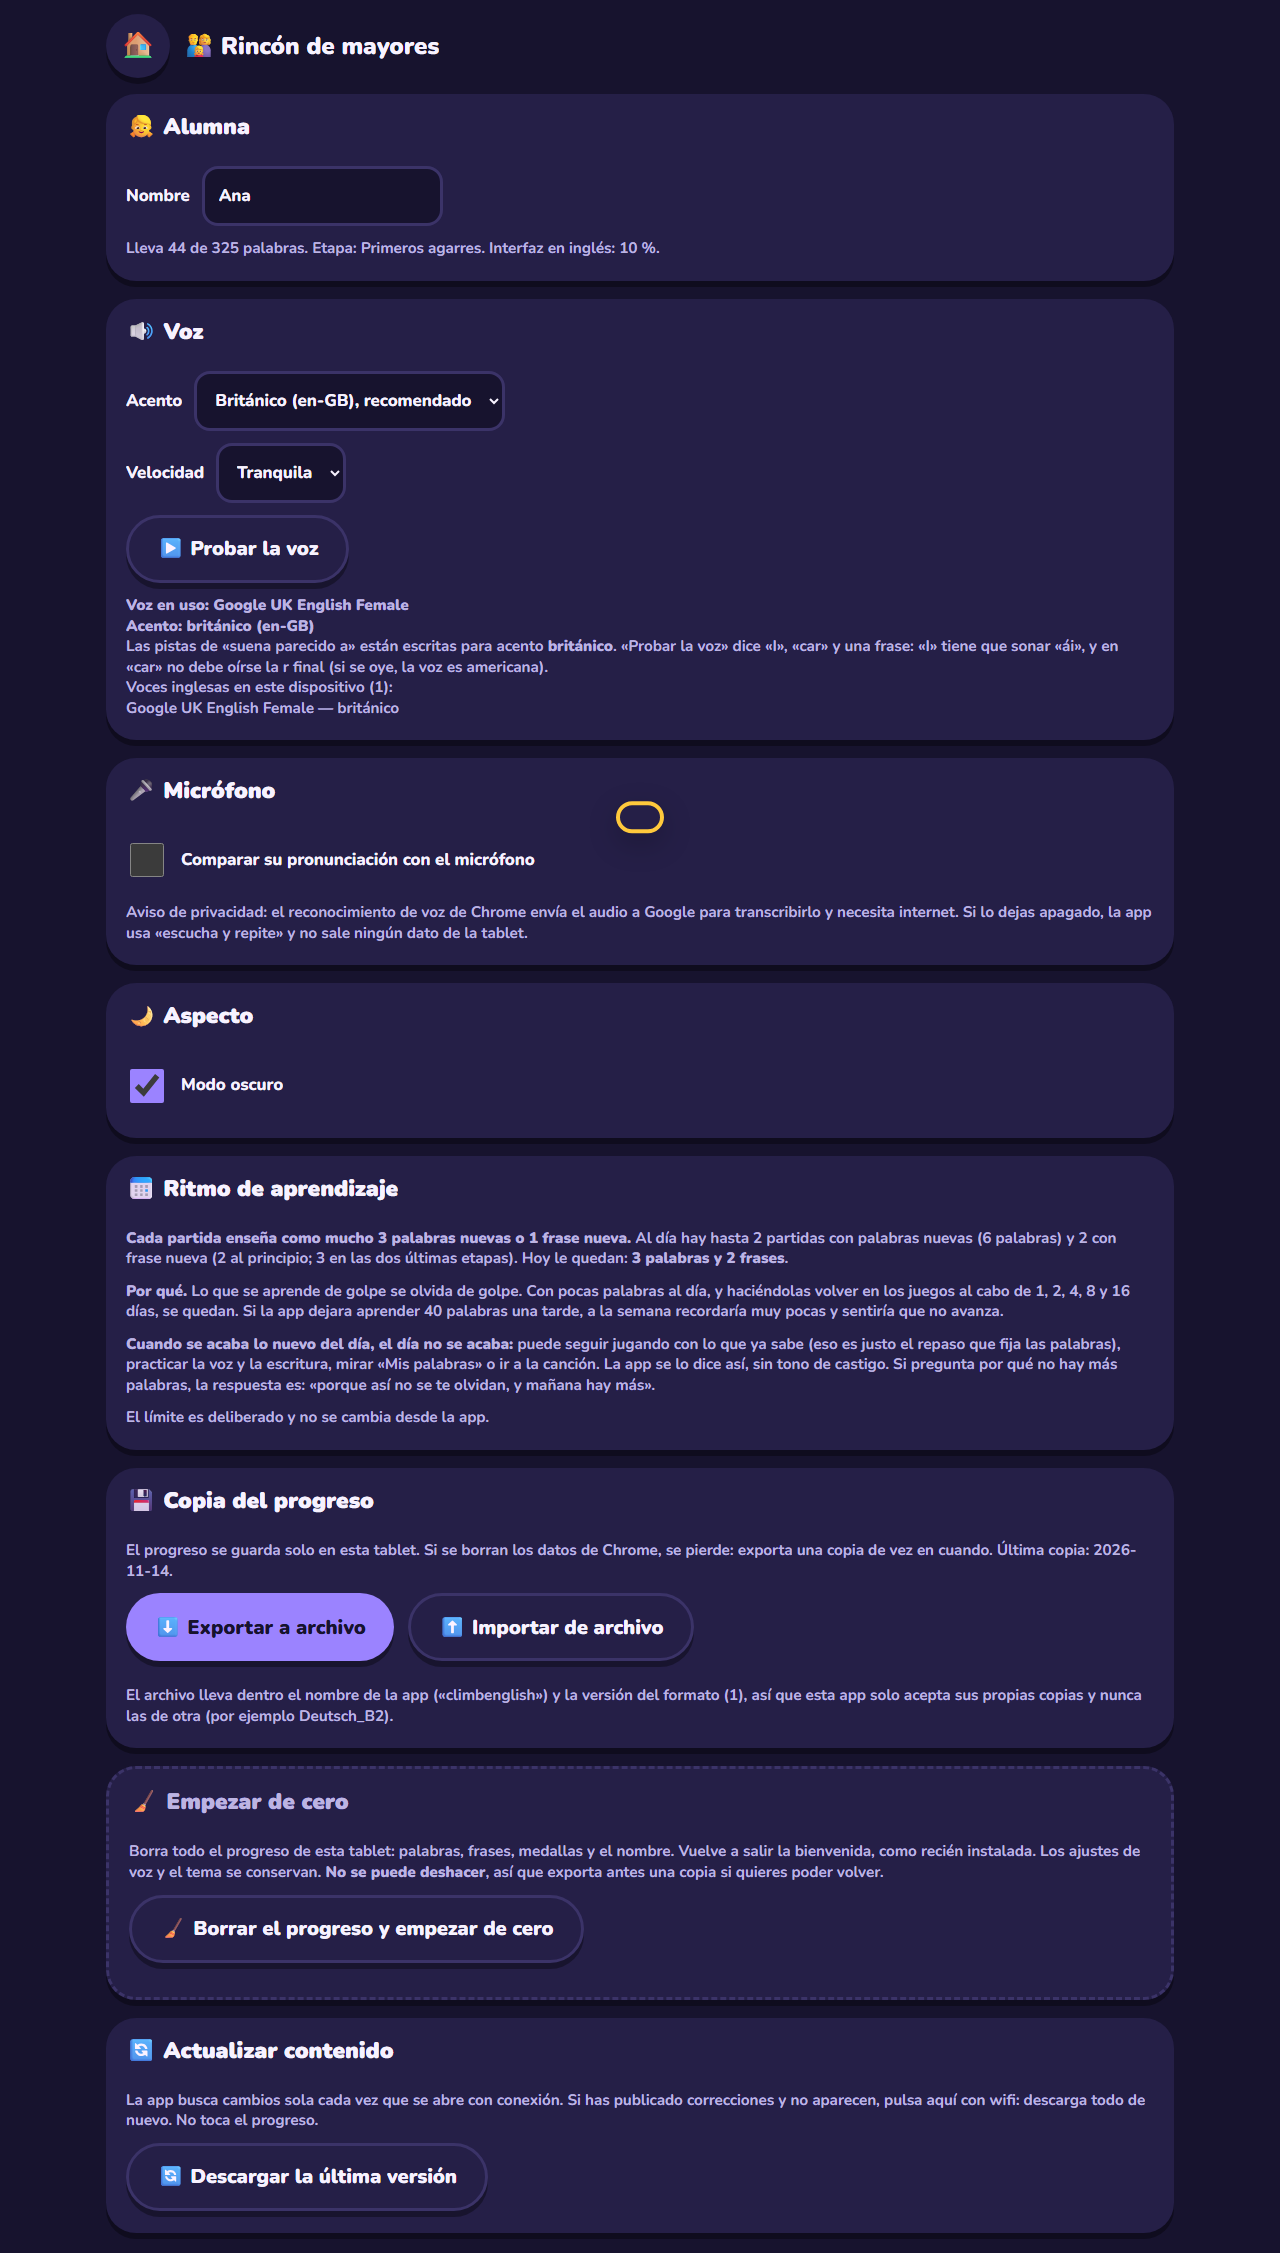 Rincón de mayores
Alumna
Nombre Ana
Lleva 44 de 325 palabras. Etapa: Primeros agarres. Interfaz en inglés: 10 %.
Voz
Acento Británico (en-GB), recomendado
Velocidad Tranquila
Probar la voz
Voz en uso: Google UK English Female
Acento: británico (en-GB)
Las pistas de «suena parecido a» están escritas para acento británico. «Probar la voz» dice «I», «car» y una frase: «I» tiene que sonar «ái», y en
«car» no debe oírse la r final (si se oye, la voz es americana).
Voces inglesas en este dispositivo (1):
Google UK English Female — británico
Micrófono
Comparar su pronunciación con el micrófono
Aviso de privacidad: el reconocimiento de voz de Chrome envía el audio a Google para transcribirlo y necesita internet. Si lo dejas apagado, la app
usa «escucha y repite» y no sale ningún dato de la tablet.
Aspecto
Modo oscuro
Ritmo de aprendizaje
Cada partida enseña como mucho 3 palabras nuevas o 1 frase nueva. Al día hay hasta 2 partidas con palabras nuevas (6 palabras) y 2 con
frase nueva (2 al principio; 3 en las dos últimas etapas). Hoy le quedan: 3 palabras y 2 frases.
Por qué. Lo que se aprende de golpe se olvida de golpe. Con pocas palabras al día, y haciéndolas volver en los juegos al cabo de 1, 2, 4, 8 y 16
días, se quedan. Si la app dejara aprender 40 palabras una tarde, a la semana recordaría muy pocas y sentiría que no avanza.
Cuando se acaba lo nuevo del día, el día no se acaba: puede seguir jugando con lo que ya sabe (eso es justo el repaso que fija las palabras),
practicar la voz y la escritura, mirar «Mis palabras» o ir a la canción. La app se lo dice así, sin tono de castigo. Si pregunta por qué no hay más
palabras, la respuesta es: «porque así no se te olvidan, y mañana hay más».
El límite es deliberado y no se cambia desde la app.
Copia del progreso
El progreso se guarda solo en esta tablet. Si se borran los datos de Chrome, se pierde: exporta una copia de vez en cuando. Última copia: 2026-
11-14.
Exportar a archivo Importar de archivo
El archivo lleva dentro el nombre de la app («climbenglish») y la versión del formato (1), así que esta app solo acepta sus propias copias y nunca
las de otra (por ejemplo Deutsch_B2).
Empezar de cero
Borra todo el progreso de esta tablet: palabras, frases, medallas y el nombre. Vuelve a salir la bienvenida, como recién instalada. Los ajustes de
voz y el tema se conservan. No se puede deshacer, así que exporta antes una copia si quieres poder volver.
Borrar el progreso y empezar de cero
Actualizar contenido
La app busca cambios sola cada vez que se abre con conexión. Si has publicado correcciones y no aparecen, pulsa aquí con wifi: descarga todo de
nuevo. No toca el progreso.
Descargar la última versión